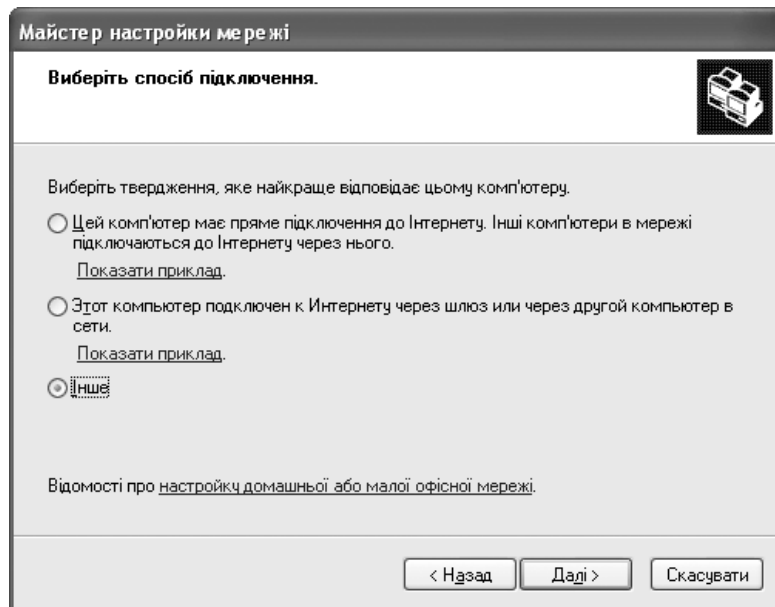 Майстер настройки мережі
Виберіть спосіб підключення.
Виберіть твердження, яке найкраще відповідає цьому комп'ютеру.
Цей комп'ютер має пряме підключення до Інтернету. Інші комп'ютери в мережі
підключаються до Інтернету через нього.
Показати приклад.
Этот компьютер подключен к Интернету через шлюз или через другой компьютер в
сети.
Показати приклад.
Інше
Відомості про настройку домашньої або малої офісної мережі.
< Назад Далі > Скасувати